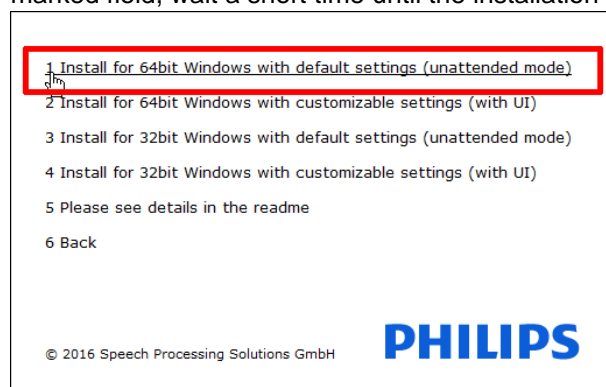 marked field, wait a short time until the installation
1 Install for 64bit Windows with default settings (unattended mode)
2 Install for 64bit Windows with customizable settings (with UI)
3 Install for 32bit Windows with default settings (unattended mode)
4 Install for 32bit Windows with customizable settings (with UI)
5 Please see details in the readme
6 Back
© 2016 Speech Processing Solutions GmbH
PHILIPS